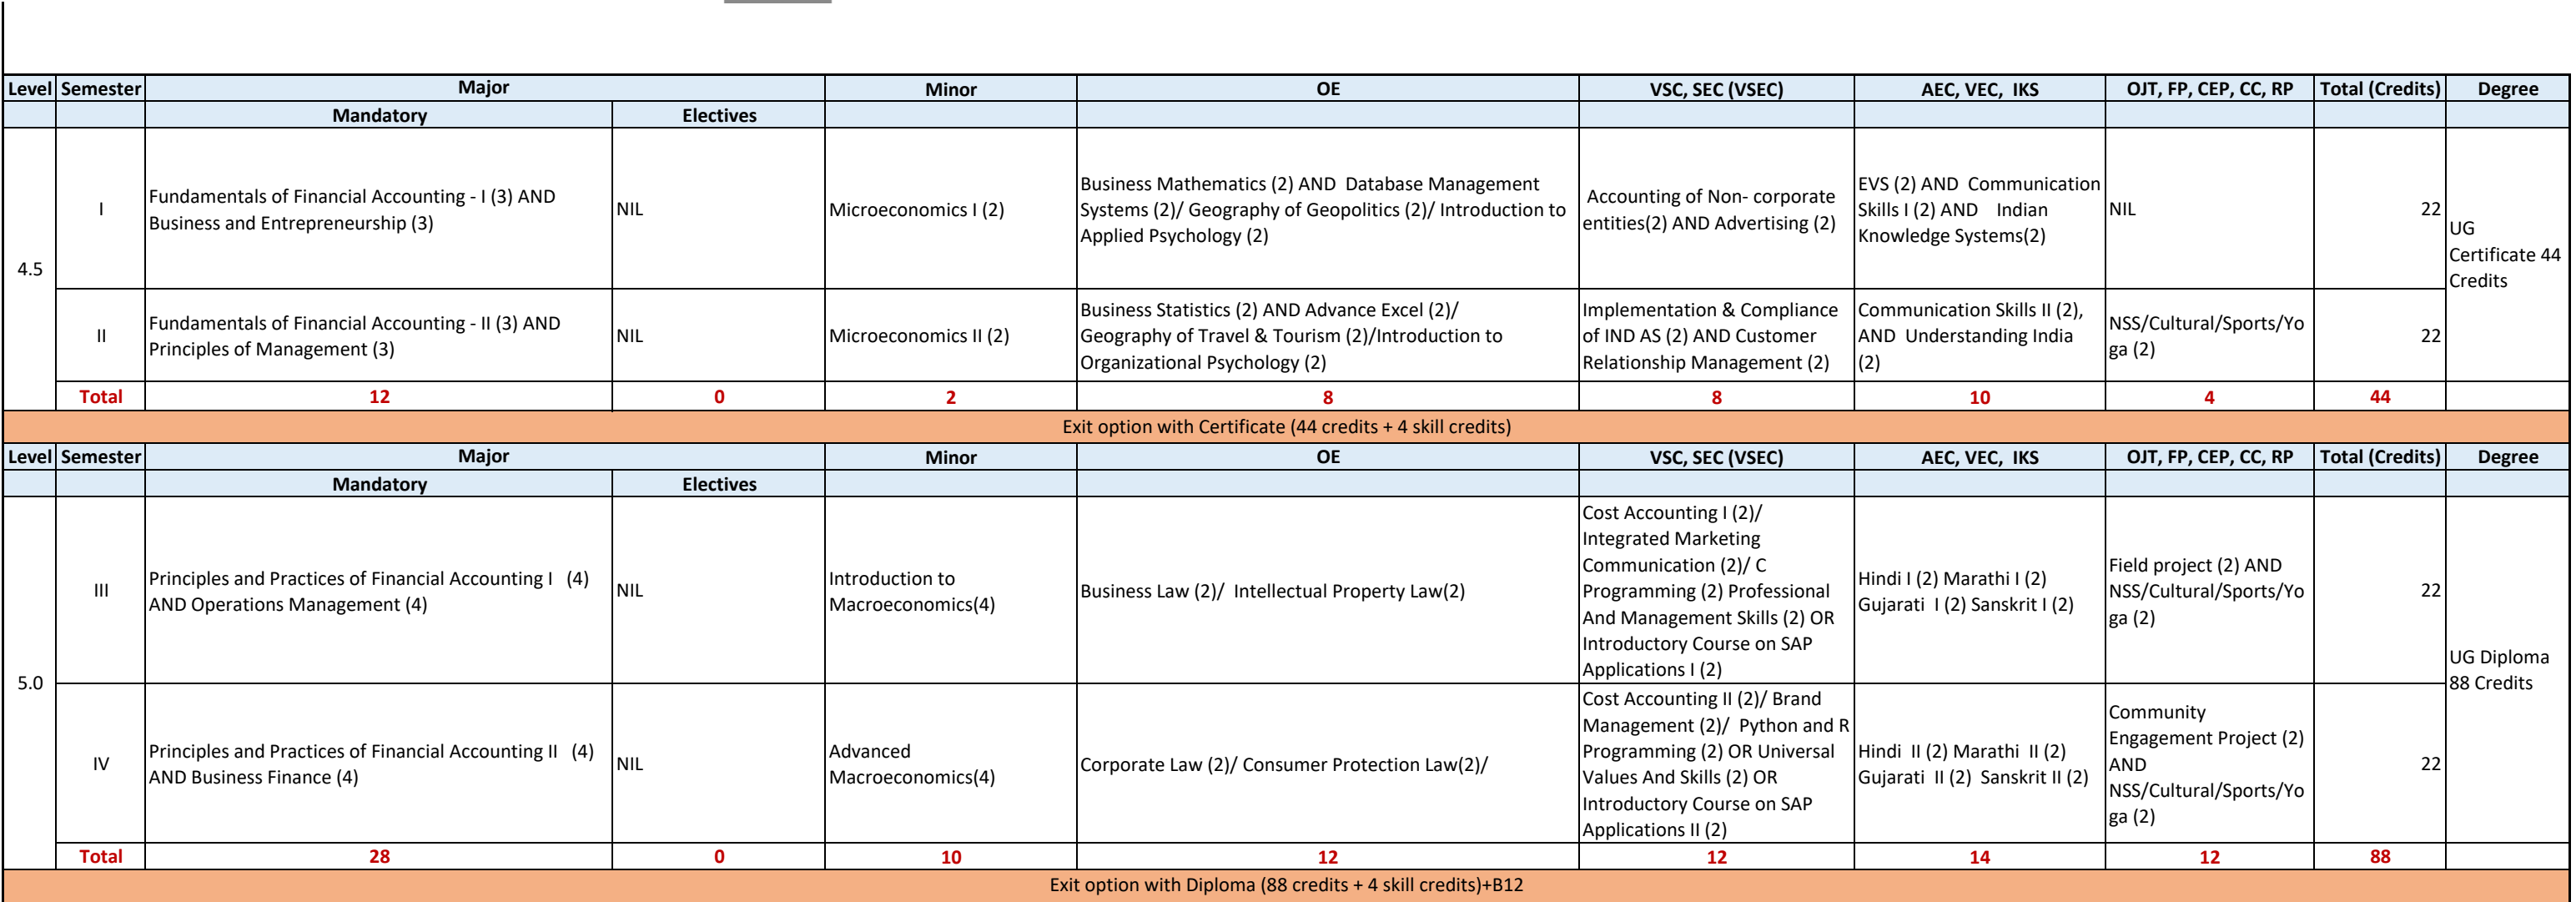 Level Semester Major Minor OE VSC, SEC (VSEC) AEC, VEC, IKS OJT, FP, CEP, CC, RP Total (Credits) Degree
Mandatory Electives
4.5
I
Fundamentals of Financial Accounting - I (3) AND
Business and Entrepreneurship (3)
NIL
Microeconomics I (2)
Business Mathematics (2) AND Database Management
Systems (2)/ Geography of Geopolitics (2)/ Introduction to
Applied Psychology (2)
Accounting of Non- corporate
entities(2) AND Advertising (2)
EVS (2) AND Communication
Skills I (2) AND Indian
Knowledge Systems(2)
NIL
22
UG
Certificate 44
Credits
II
Fundamentals of Financial Accounting - II (3) AND
Principles of Management (3)
NIL
Microeconomics II (2)
Business Statistics (2) AND Advance Excel (2)/
Geography of Travel & Tourism (2)/Introduction to
Organizational Psychology (2)
Implementation & Compliance
of IND AS (2) AND Customer
Relationship Management (2)
Communication Skills II (2),
AND Understanding India
(2)
NSS/Cultural/Sports/Yo
ga (2)
22
Total 12 0 2 8 8 10 4 44
Exit option with Certificate (44 credits + 4 skill credits)
Level Semester Major Minor OE VSC, SEC (VSEC) AEC, VEC, IKS OJT, FP, CEP, CC, RP Total (Credits) Degree
Mandatory Electives
5.0
III
Principles and Practices of Financial Accounting I (4)
AND Operations Management (4)
NIL
Introduction to
Macroeconomics(4)
Business Law (2)/ Intellectual Property Law(2)
Cost Accounting I (2)/
Integrated Marketing
Communication (2)/ C
Programming (2) Professional
And Management Skills (2) OR
Introductory Course on SAP
Applications I (2)
Hindi I (2) Marathi I (2)
Gujarati I (2) Sanskrit I (2)
Field project (2) AND
NSS/Cultural/Sports/Yo
ga (2)
22
UG Diploma
88 Credits
IV
Principles and Practices of Financial Accounting II (4)
AND Business Finance (4)
NIL
Advanced
Macroeconomics(4)
Corporate Law (2)/ Consumer Protection Law(2)/
Cost Accounting II (2)/ Brand
Management (2)/ Python and R
Programming (2) OR Universal
Values And Skills (2) OR
Introductory Course on SAP
Applications II (2)
Hindi II (2) Marathi II (2)
Gujarati II (2) Sanskrit II (2)
Community
Engagement Project (2)
AND
NSS/Cultural/Sports/Yo
ga (2)
22
Total 28 0 10 12 12 14 12 88
Exit option with Diploma (88 credits + 4 skill credits)+B12